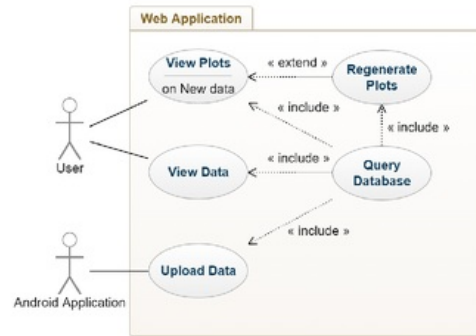 Web Application
View Plots
on New data
« extend »
Regenerate
Plots
« include »
« include »
User
View Data
« include »
Query
Database
« include »
Upload Data
Android Application